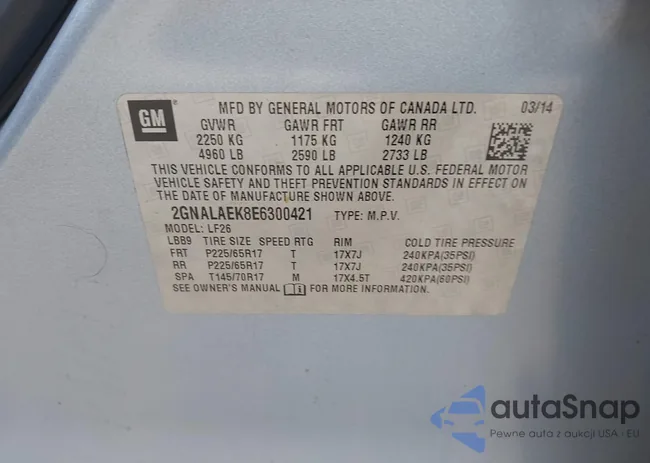 GM
MFD BY GENERAL MOTORS OF CANADA LTD. 03/14
GVWR GAWR FRT GAWR RR
2250 KG 1175 KG 1240 KG
4960 LB 2590 LB 2733 LB
THIS VEHICLE CONFORMS TO ALL APPLICABLE U.S. FEDERAL MOTOR
VEHICLE SAFETY AND THEFT PREVENTION STANDARDS IN EFFECT ON
THE DATE OF MANUFACTURE SHOWN ABOVE.
2GNALAEK8E6300421 TYPE: M.P.V.
MODEL: LF26
LBB9 TIRE SIZE SPEED RTG RIM COLD TIRE PRESSURE
FRT P225/65R17 T 17X7J 240KPA(35PSI)
RR P225/65R17 T 17X7J 240KPA(35PSI)
SPA T145/70R17 M 17X4.5T 420KPA(60PSI)
SEE OWNER'S MANUAL FOR MORE INFORMATION.
autoSnap
Pewne auta z aukcji USA - EU